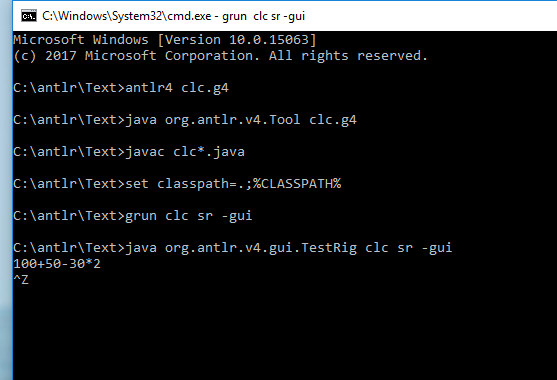 C:\Windows\System32\cmd.exe - grun  clc sr -gui
Microsoft Windows [Version 10.0.15063]
(c) 2017 Microsoft Corporation. All rights reserved.
C:\antlr\Text>antlr4 clc.g4
C:\antlr\Text>java org.antlr.v4.Tool clc.g4
C:\antlr\Text>javac clc*.java
C:\antlr\Text>set classpath=.;%CLASSPATH%
C:\antlr\Text>grun clc sr -gui
C:\antlr\Text>java org.antlr.v4.gui.TestRig clc sr -gui
100+50-30*2
^Z